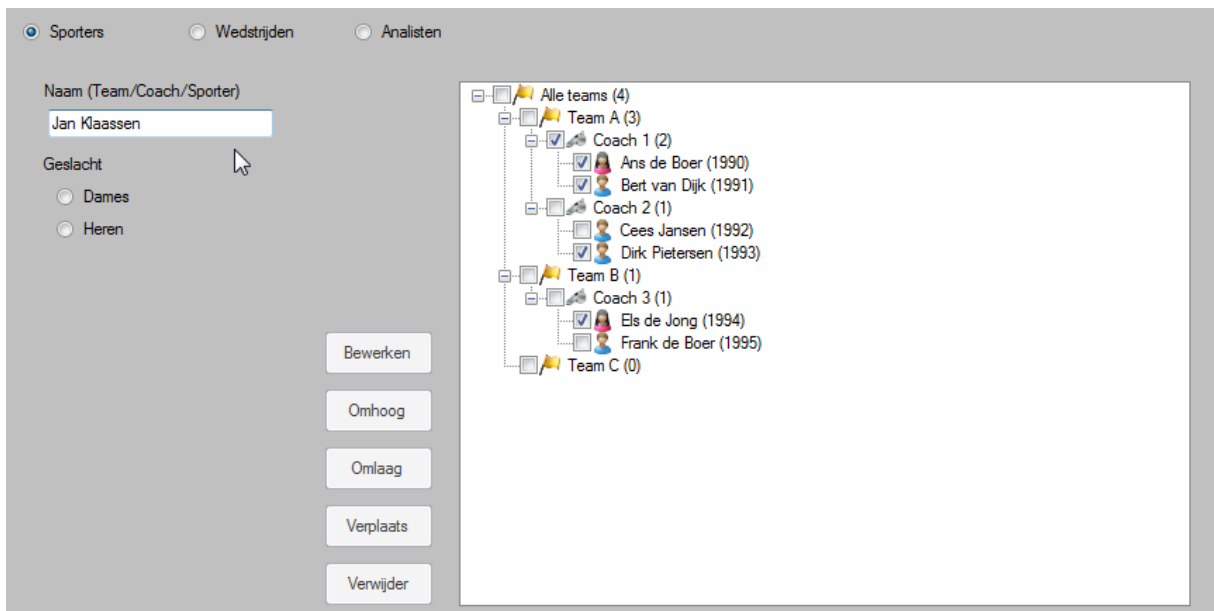 Sporters Wedstrijden Analisten
Naam (Team/Coach/Sporter)
Jan Klaassen
Geslacht
Dames
Heren
Bewerken
Omhoog
Omlaag
Verplaats
Verwijder
Alle teams (4)
Team A (3)
Coach 1 (2)
Ans de Boer (1990)
Bert van Dijk (1991)
Coach 2 (1)
Cees Jansen (1992)
Dirk Pietersen (1993)
Team B (1)
Coach 3 (1)
Els de Jong (1994)
Frank de Boer (1995)
Team C (0)